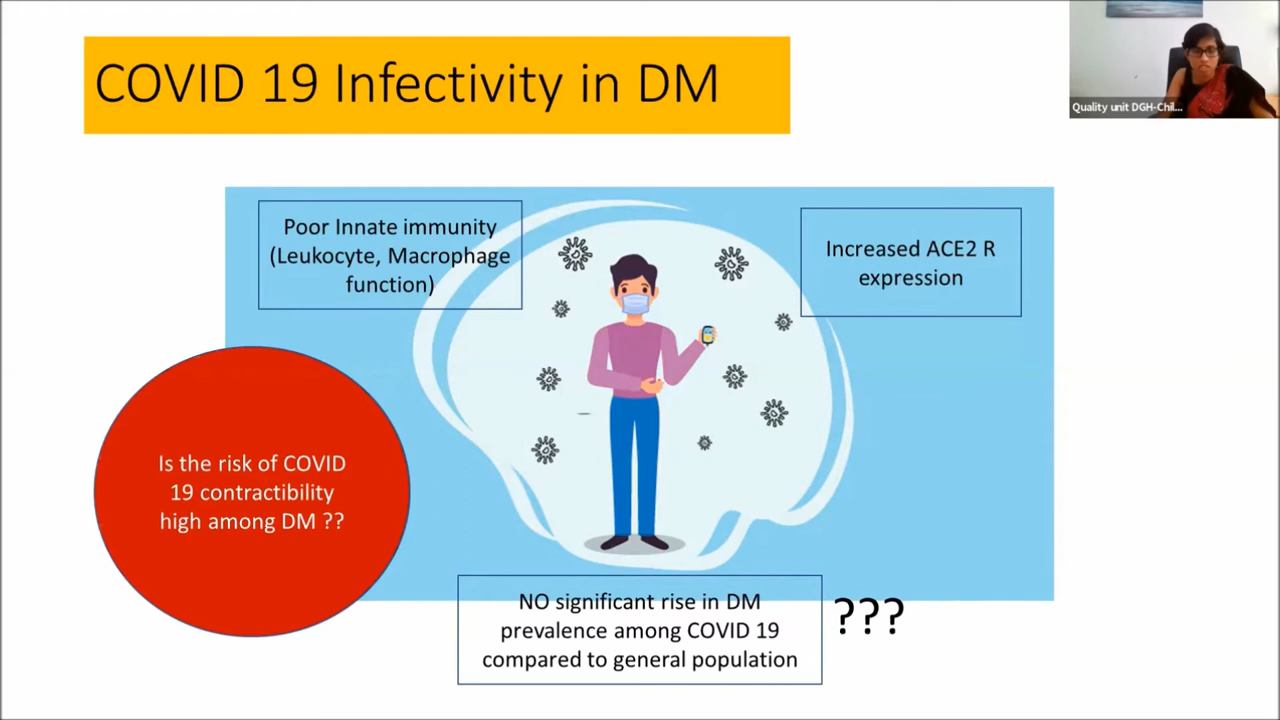 COVID 19 Infectivity in DM
Quality unit DGH-Chil...
Poor Innate immunity
(Leukocyte, Macrophage
function)
Increased ACE2 R
expression
Is the risk of COVID
19 contractibility
high among DM ??
NO significant rise in DM
prevalence among COVID 19
compared to general population
???